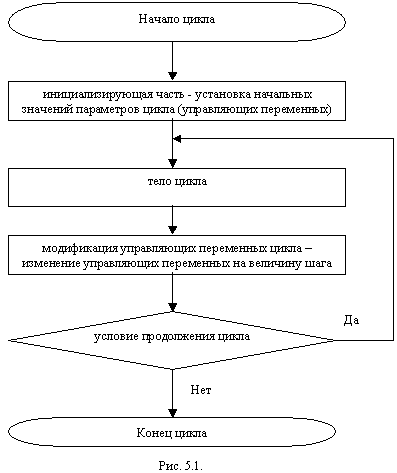 Начало цикла
инициализирующая часть - установка начальных
значений параметров цикла (управляющих переменных)
тело цикла
модификация управляющих переменных цикла –
изменение управляющих переменных на величину шага
условие продолжения цикла
Да
Нет
Конец цикла
Рис. 5.1.